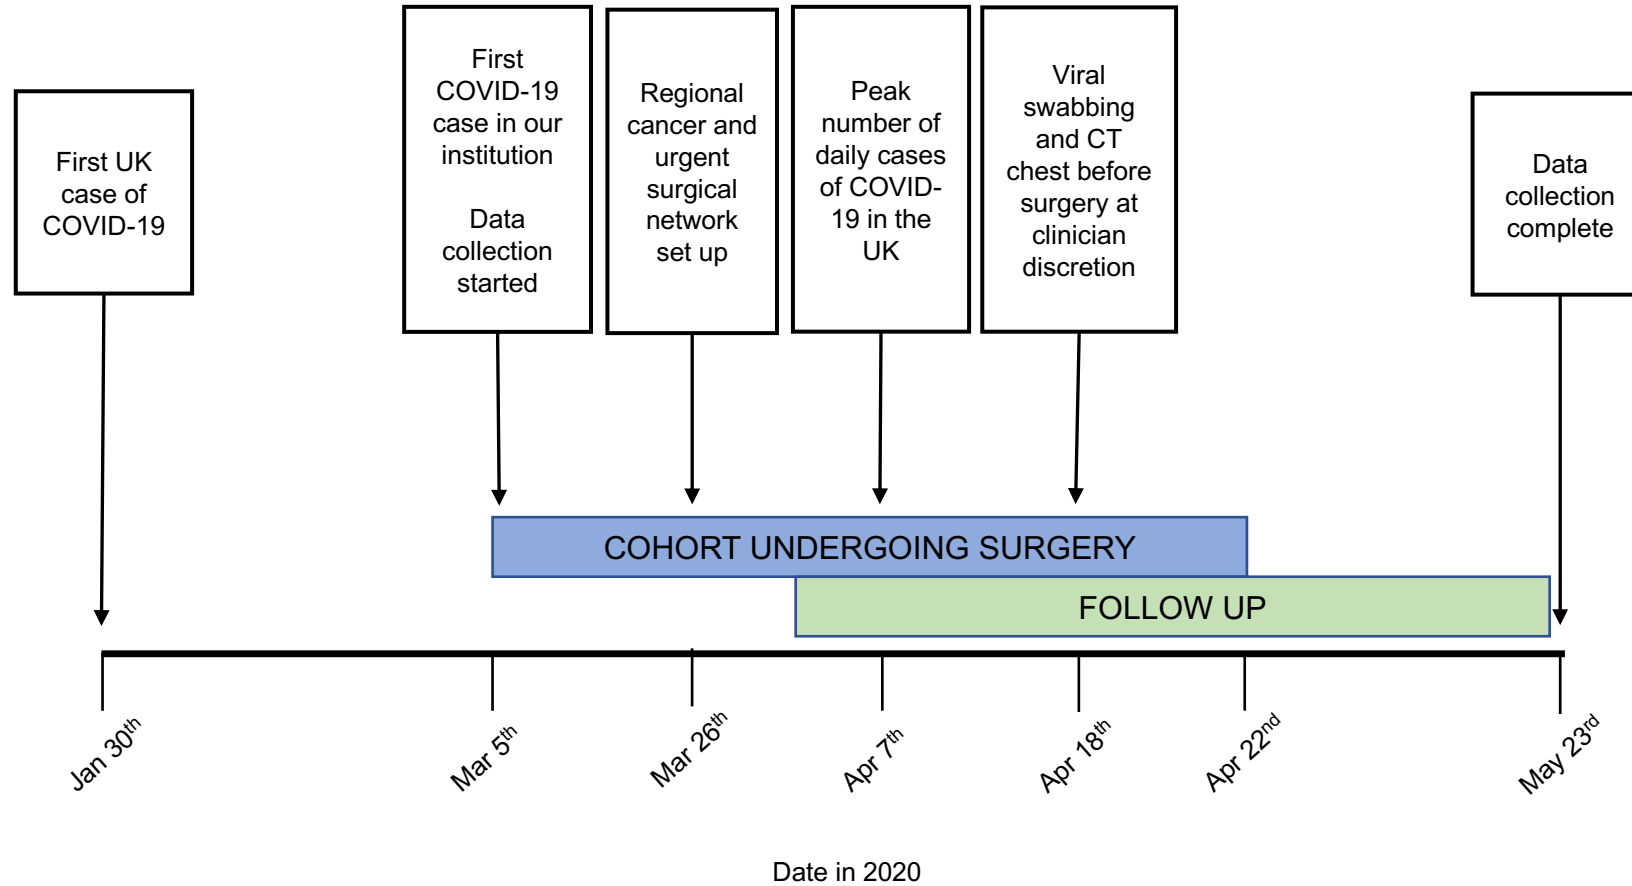 First UK
case of
COVID-19
First
COVID-19
case in our
institution
Data
collection
started
Regional
cancer and
urgent
surgical
network
set up
Peak
number of
daily cases
of COVID-
19 in the
UK
Viral
swabbing
and CT
chest before
surgery at
clinician
discretion
Data
collection
complete
COHORT UNDERGOING SURGERY
FOLLOW UP
Jan 30th
Mar 5th
Mar 26th
Apr 7th
Apr 18th
Apr 22nd
May 23rd
Date in 2020